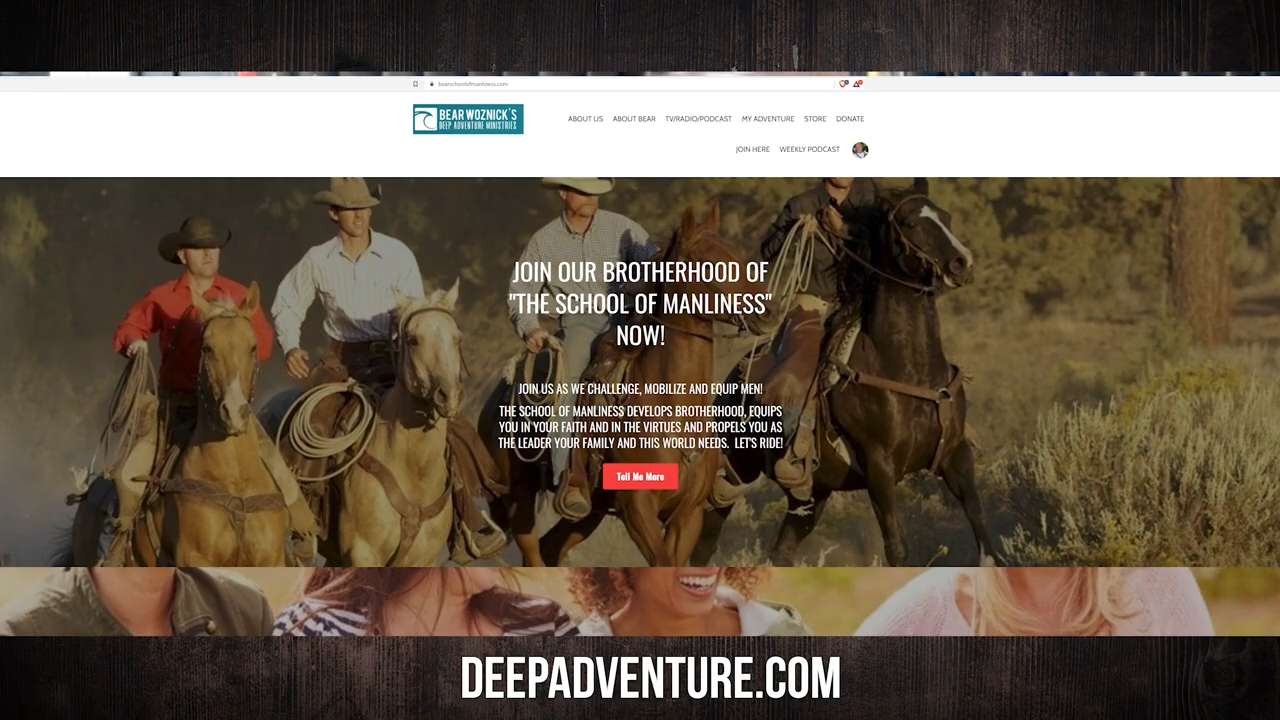 bearschoolofmanliness.com
BEAR WOZNICK'S
DEEP ADVENTURE MINISTRIES
ABOUT US ABOUT BEAR TV/RADIO/PODCAST MY ADVENTURE STORE DONATE
JOIN HERE WEEKLY PODCAST
JOIN OUR BROTHERHOOD OF
"THE SCHOOL OF MANLINESS"
NOW!
JOIN US AS WE CHALLENGE, MOBILIZE AND EQUIP MEN!
THE SCHOOL OF MANLINESS DEVELOPS BROTHERHOOD, EQUIPS
YOU IN YOUR FAITH AND IN THE VIRTUES AND PROPELS YOU AS
THE LEADER YOUR FAMILY AND THIS WORLD NEEDS. LET'S RIDE!
Tell Me More
DEEPADVENTURE.COM